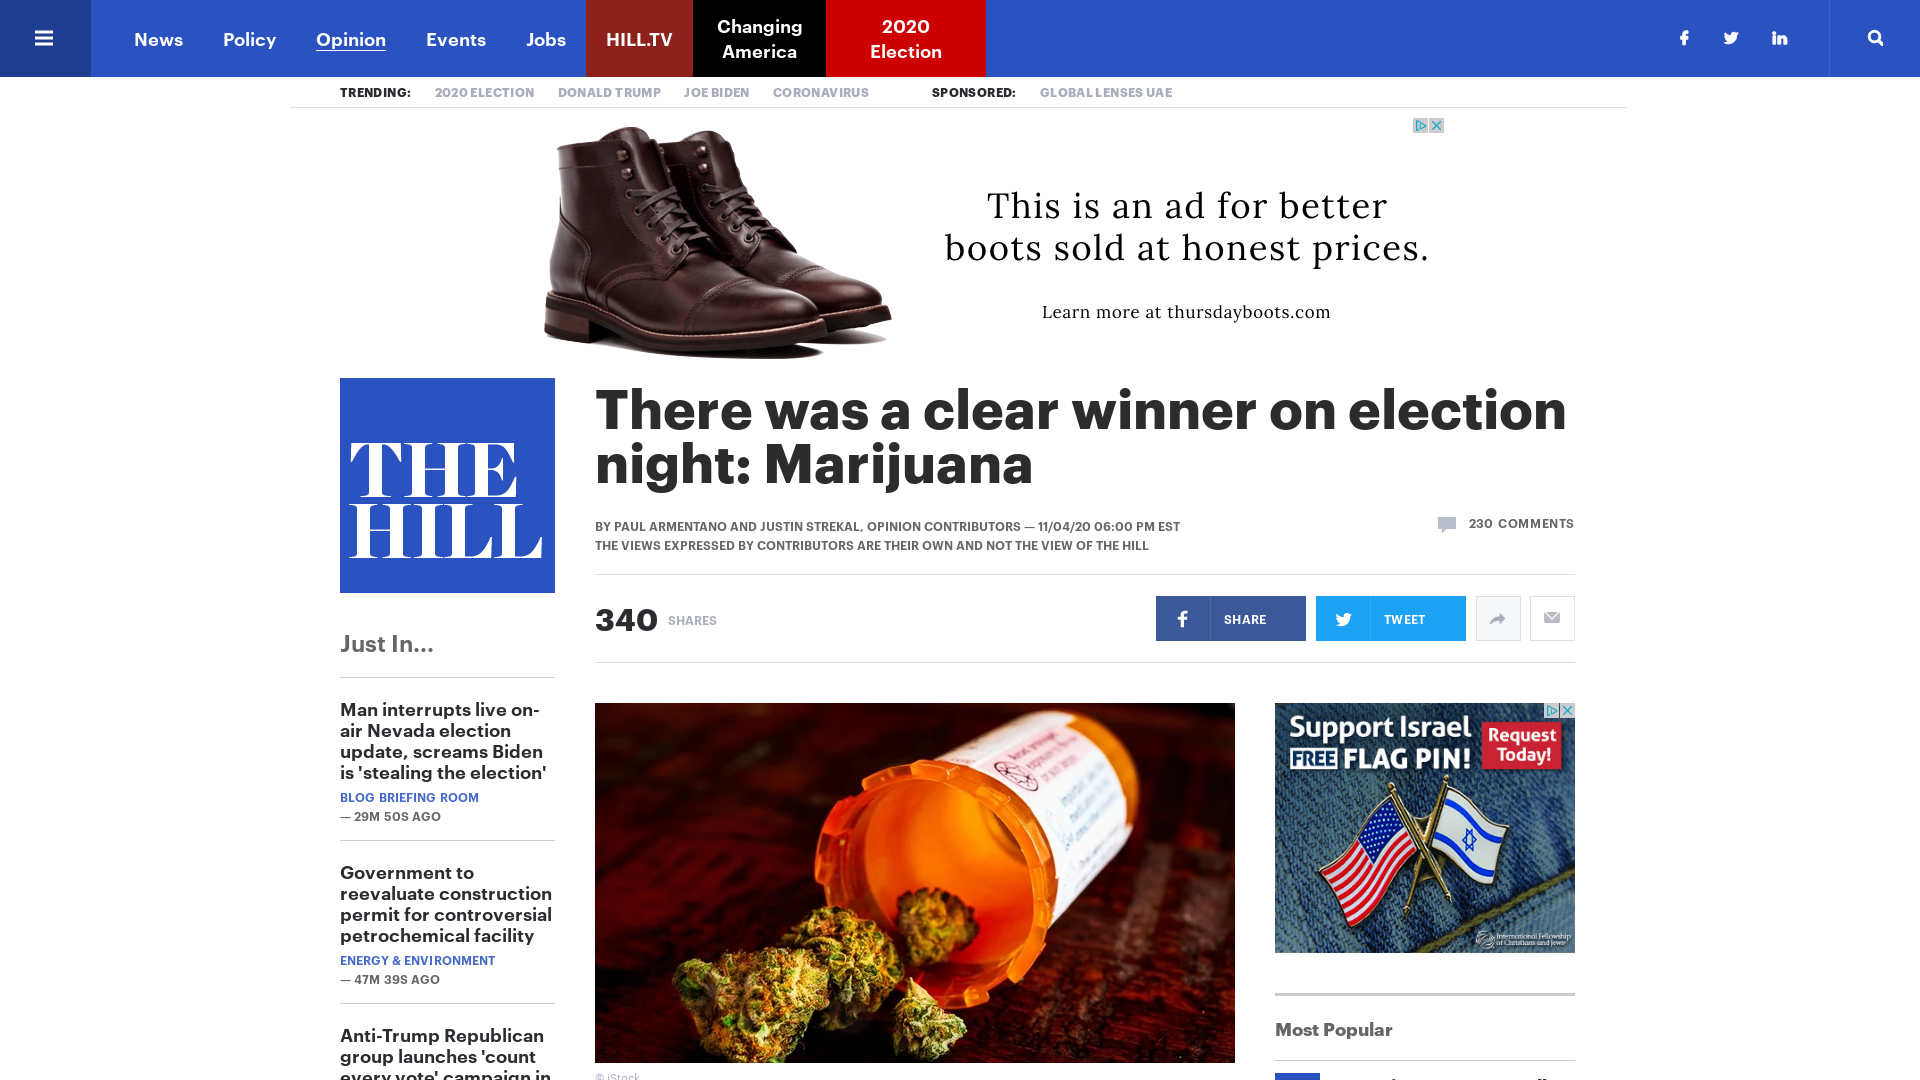 News
Policy
Opinion
Events
Jobs
HILL.TV
Changing
America
2020
Election
TRENDING:
2020 ELECTION
DONALD TRUMP
JOE BIDEN
CORONAVIRUS
SPONSORED:
GLOBAL LENSES UAE
This is an ad for better
boots sold at honest prices.
Learn more at thursdayboots.com
THE
HILL
There was a clear winner on election
night: Marijuana
BY PAUL ARMENTANO AND JUSTIN STREKAL, OPINION CONTRIBUTORS — 11/04/20 06:00 PM EST
THE VIEWS EXPRESSED BY CONTRIBUTORS ARE THEIR OWN AND NOT THE VIEW OF THE HILL
230 COMMENTS
340 SHARES
SHARE
TWEET
Just In...
Man interrupts live on-
air Nevada election
update, screams Biden
is 'stealing the election'
BLOG BRIEFING ROOM
— 29M 50S AGO
Government to
reevaluate construction
permit for controversial
petrochemical facility
ENERGY & ENVIRONMENT
— 47M 39S AGO
Anti-Trump Republican
group launches 'count
every vote' campaign in
© iStock
Support Israel
FREE FLAG PIN!
Request
Today!
International Fellowship
of Christians and Jews
Most Popular